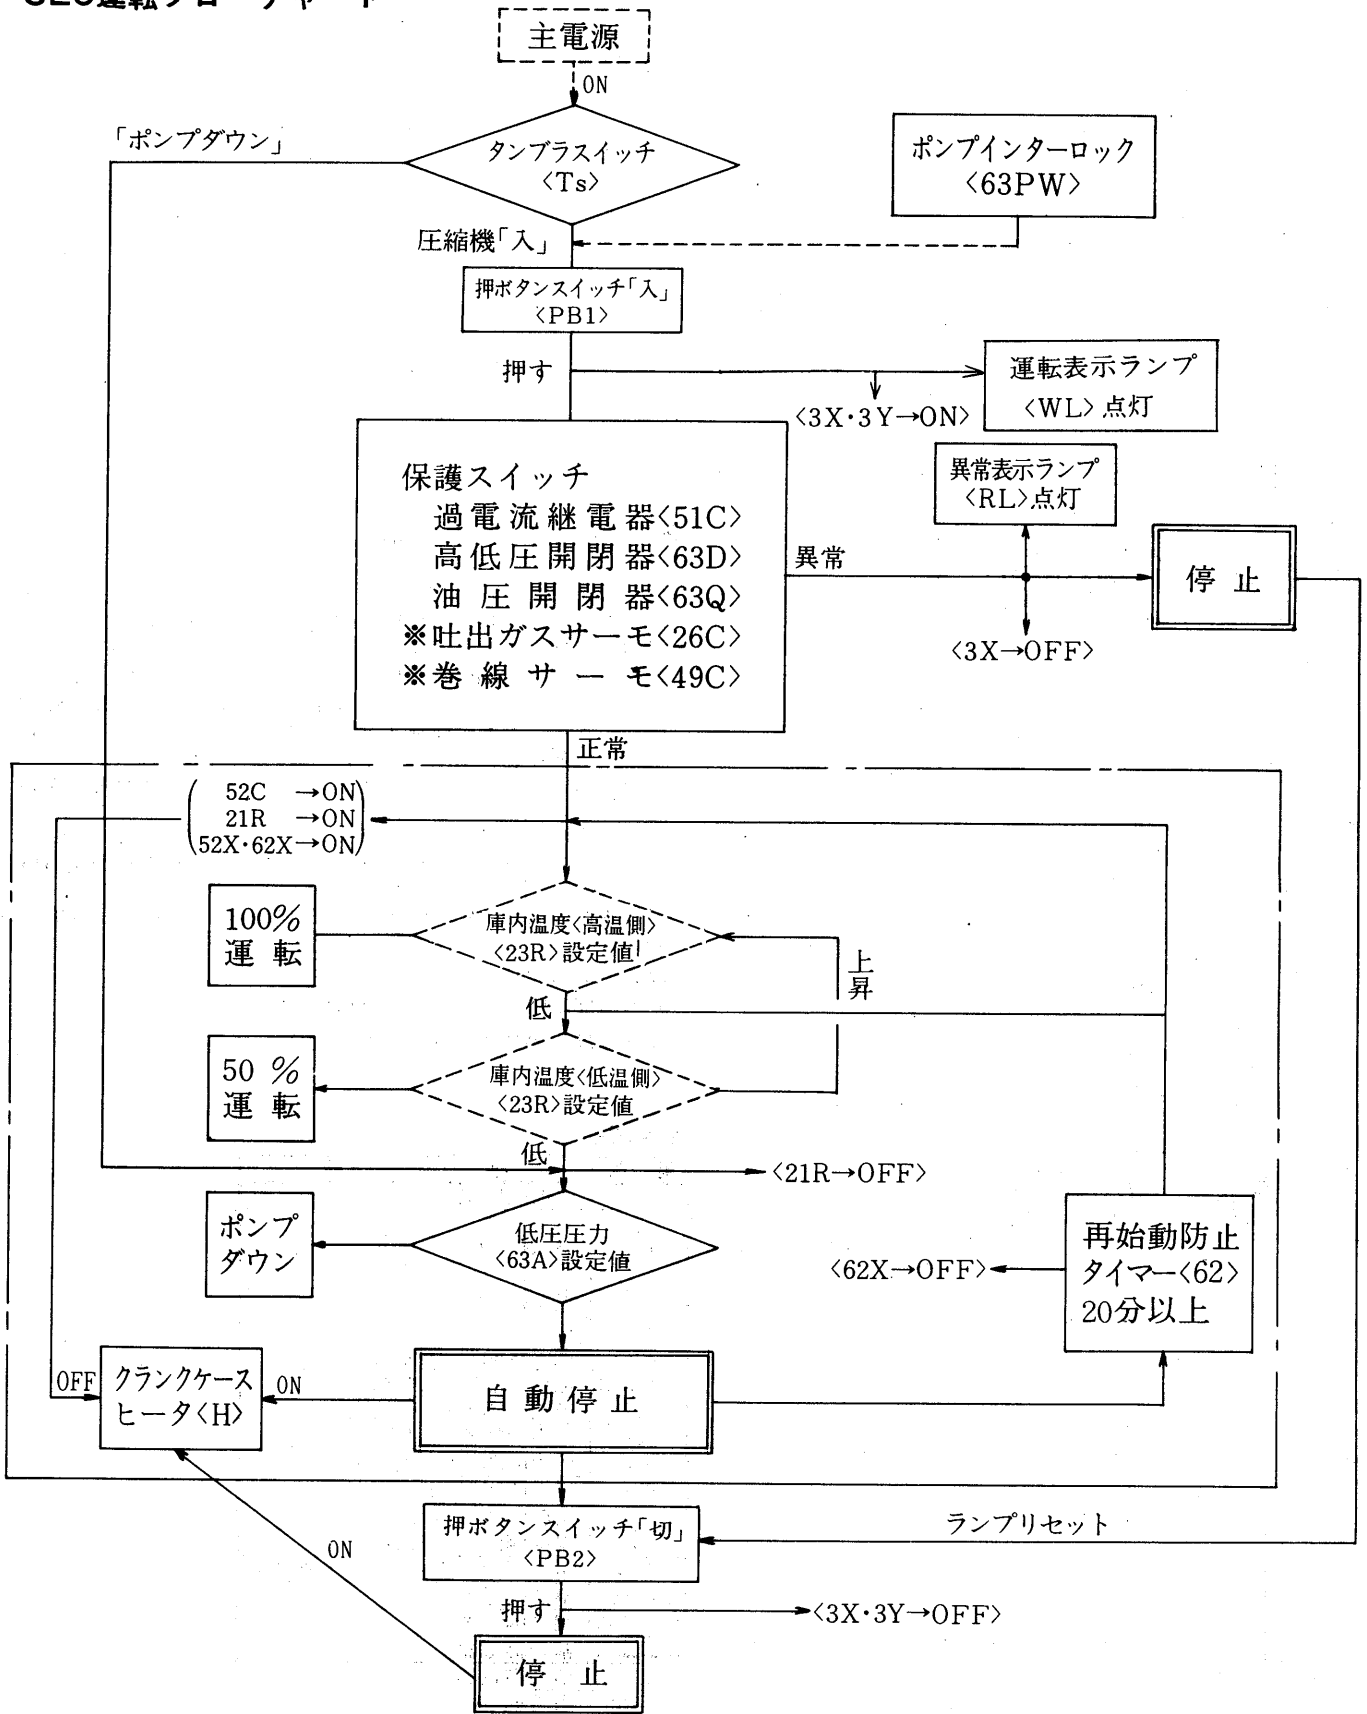 運転フローチャート
主電源
ON
「ポンプダウン」
タンブラスイッチ
〈Ts〉
ポンプインターロック
〈63PW〉
圧縮機「入」
押ボタンスイッチ「入」
〈PB1〉
押す
運転表示ランプ
〈WL〉点灯
〈3X・3Y→ON〉
保護スイッチ
過電流継電器〈51C〉
高低圧開閉器〈63D〉
油圧開閉器〈63Q〉
※吐出ガスサーモ〈26C〉
※巻線サーモ〈49C〉
異常
異常表示ランプ
〈RL〉点灯
停止
〈3X→OFF〉
正常
52C →ON
21R →ON
52X・62X→ON
100%
運転
庫内温度〈高温側〉
〈23R〉設定値
上昇
低
50 %
運転
庫内温度〈低温側〉
〈23R〉設定値
低
〈21R→OFF〉
ポンプ
ダウン
低圧圧力
〈63A〉設定値
〈62X→OFF〉
再始動防止
タイマー〈62〉
20分以上
OFF
クランクケース
ヒータ〈H〉
ON
自動停止
押ボタンスイッチ「切」
〈PB2〉
ランプリセット
ON
押す
〈3X・3Y→OFF〉
停止